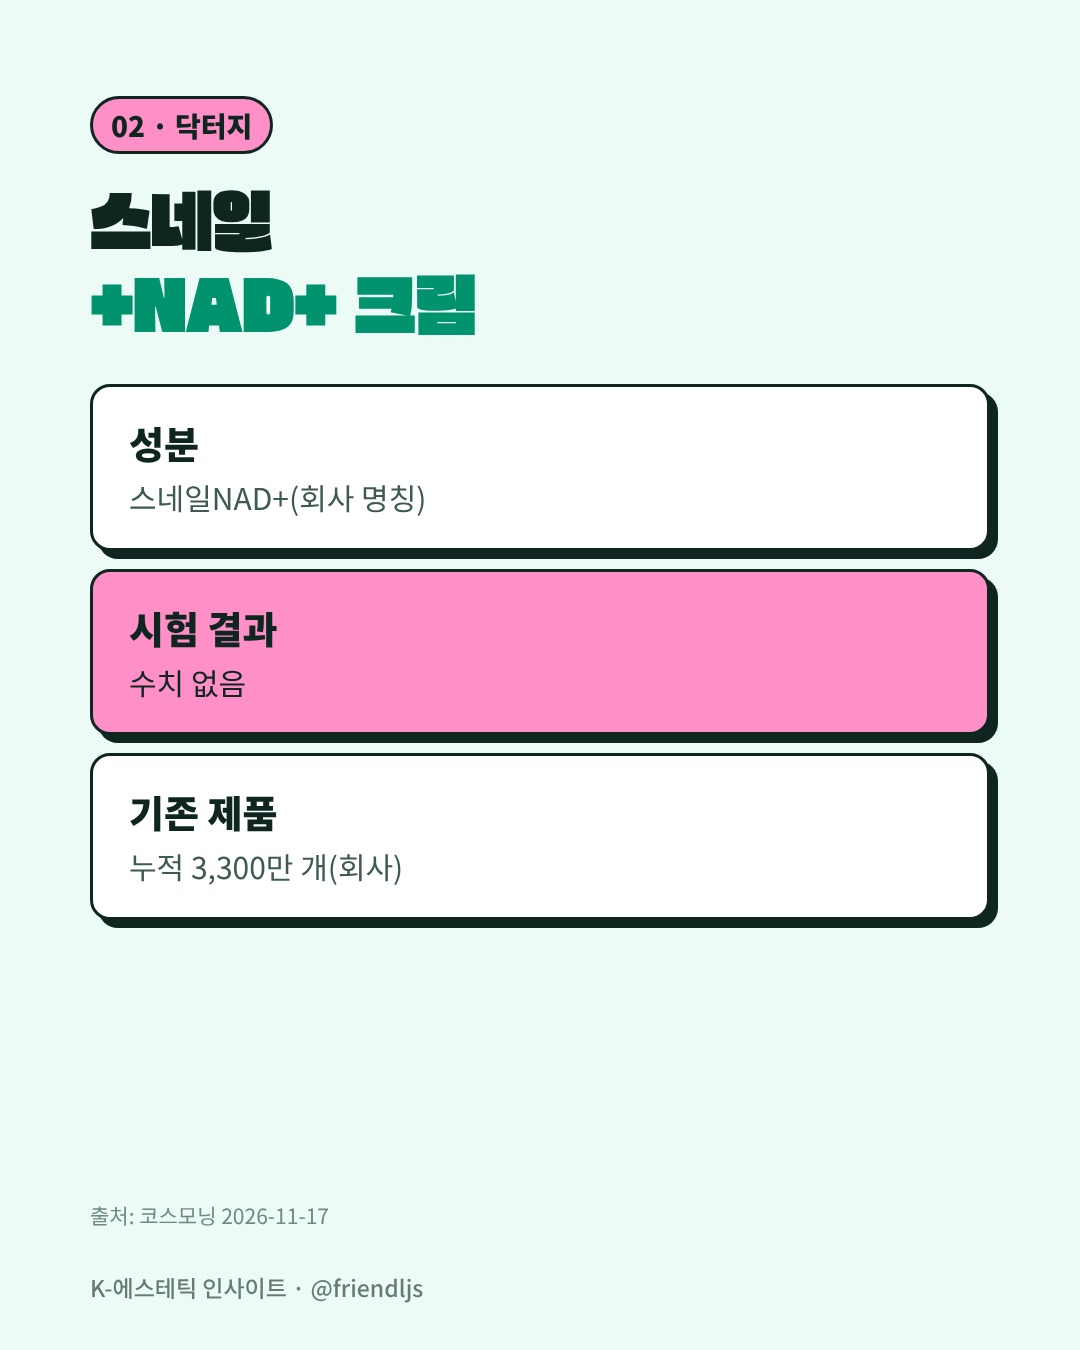 02 · 닥터지
스네일
+NAD+ 크림
성분
스네일NAD+(회사 명칭)
시험 결과
수치 없음
기존 제품
누적 3,300만 개(회사)
출처: 코스모닝 2026-11-17
K-에스테틱 인사이트 · @friendljs